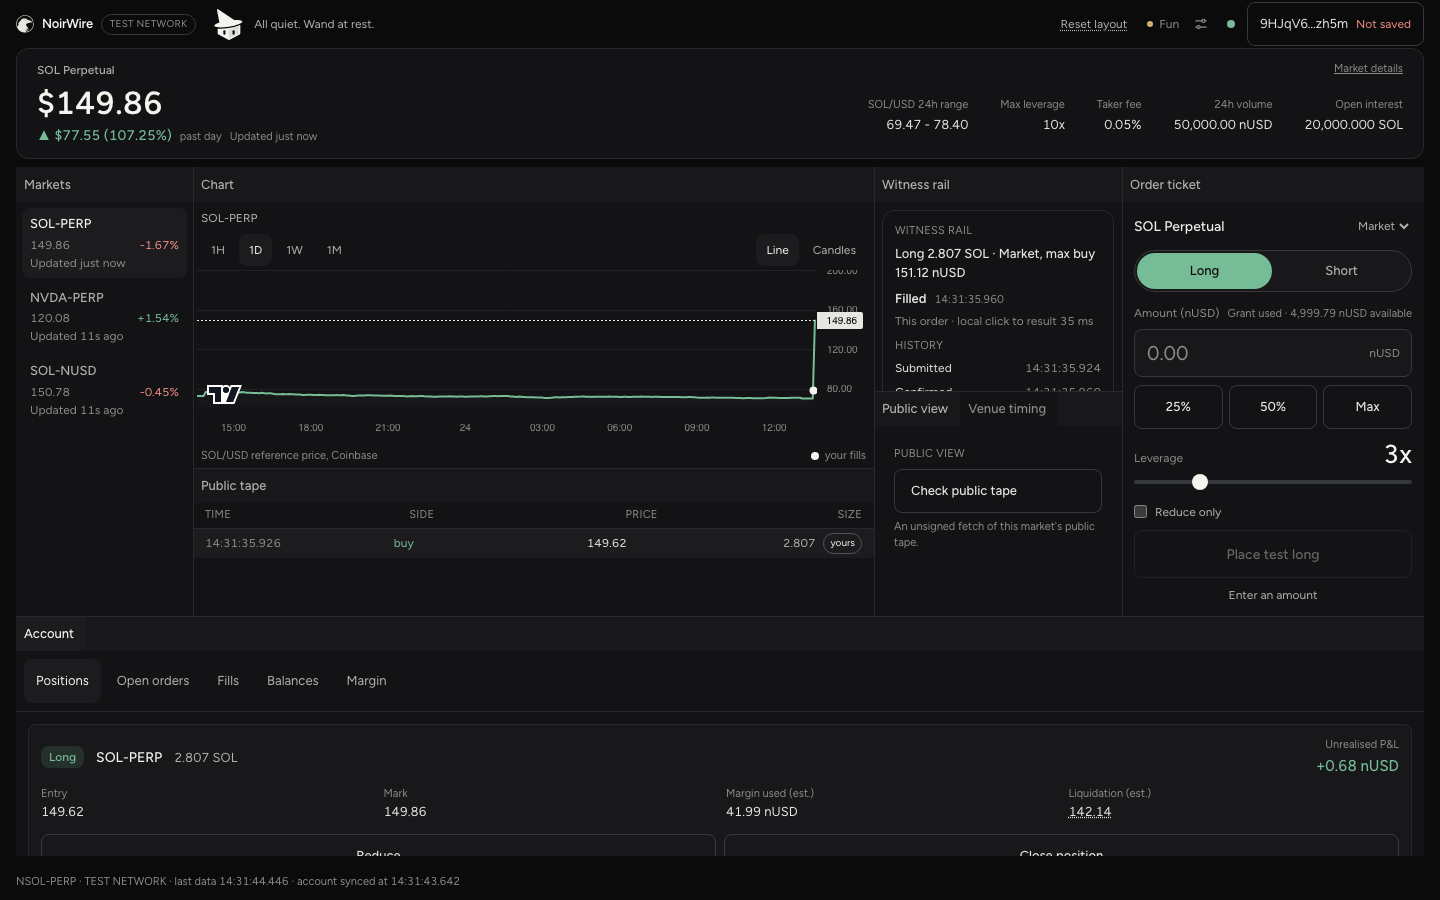 NoirWire TEST NETWORK All quiet. Wand at rest. Reset layout Fun 9HJqV6...zh5m Not saved
SOL Perpetual Market details
$149.86
▲ $77.55 (107.25%) past day Updated just now
SOL/USD 24h range Max leverage Taker fee 24h volume Open interest
69.47 - 78.40 10x 0.05% 50,000.00 nUSD 20,000.000 SOL
Markets
SOL-PERP
149.86 -1.67%
Updated just now
NVDA-PERP
120.08 +1.54%
Updated 11s ago
SOL-NUSD
150.78 -0.45%
Updated 11s ago
Chart
SOL-PERP
1H 1D 1W 1M Line Candles
200.00
160.00
149.86
120.00
80.00
15:00 18:00 21:00 24 03:00 06:00 09:00 12:00
SOL/USD reference price, Coinbase your fills
Public tape
TIME SIDE PRICE SIZE
14:31:35.926 buy 149.62 2.807 yours
Witness rail
WITNESS RAIL
Long 2.807 SOL · Market, max buy
151.12 nUSD
Filled 14:31:35.960
This order · local click to result 35 ms
HISTORY
Submitted 14:31:35.924
Confirmed 14:31:35.960
Public view Venue timing
PUBLIC VIEW
Check public tape
An unsigned fetch of this market's public
tape.
Order ticket
SOL Perpetual Market
Long Short
Amount (nUSD) Grant used · 4,999.79 nUSD available
0.00 nUSD
25% 50% Max
Leverage 3x
Reduce only
Place test long
Enter an amount
Account
Positions Open orders Fills Balances Margin
Long SOL-PERP 2.807 SOL
Unrealised P&L
+0.68 nUSD
Entry Mark Margin used (est.) Liquidation (est.)
149.62 149.86 41.99 nUSD 142.14
Reduce Close position
NSOL-PERP · TEST NETWORK · last data 14:31:44.446 · account synced at 14:31:43.642